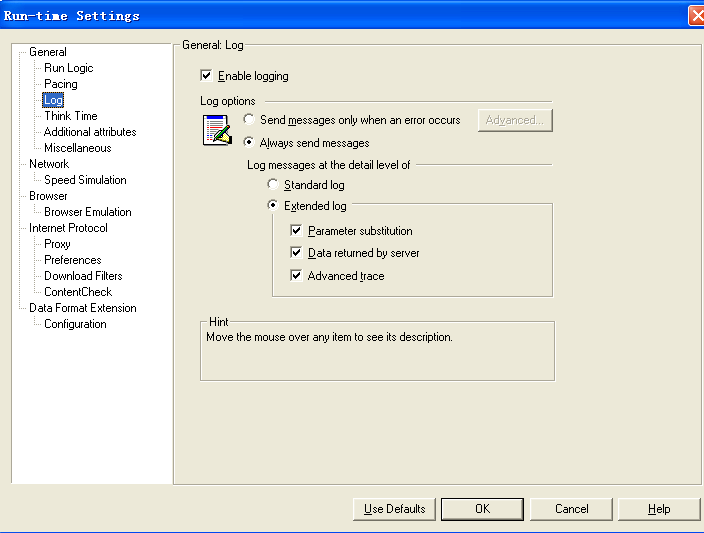 Run-time Settings
General
Run Logic
Pacing
Log
Think Time
Additional attributes
Miscellaneous
Network
Speed Simulation
Browser
Browser Emulation
Internet Protocol
Proxy
Preferences
Download Filters
ContentCheck
Data Format Extension
Configuration
General: Log
Enable logging
Log options
Send messages only when an error occurs
Advanced...
Always send messages
Log messages at the detail level of
Standard log
Extended log
Parameter substitution
Data returned by server
Advanced trace
Hint
Move the mouse over any item to see its description.
Use Defaults
OK
Cancel
Help